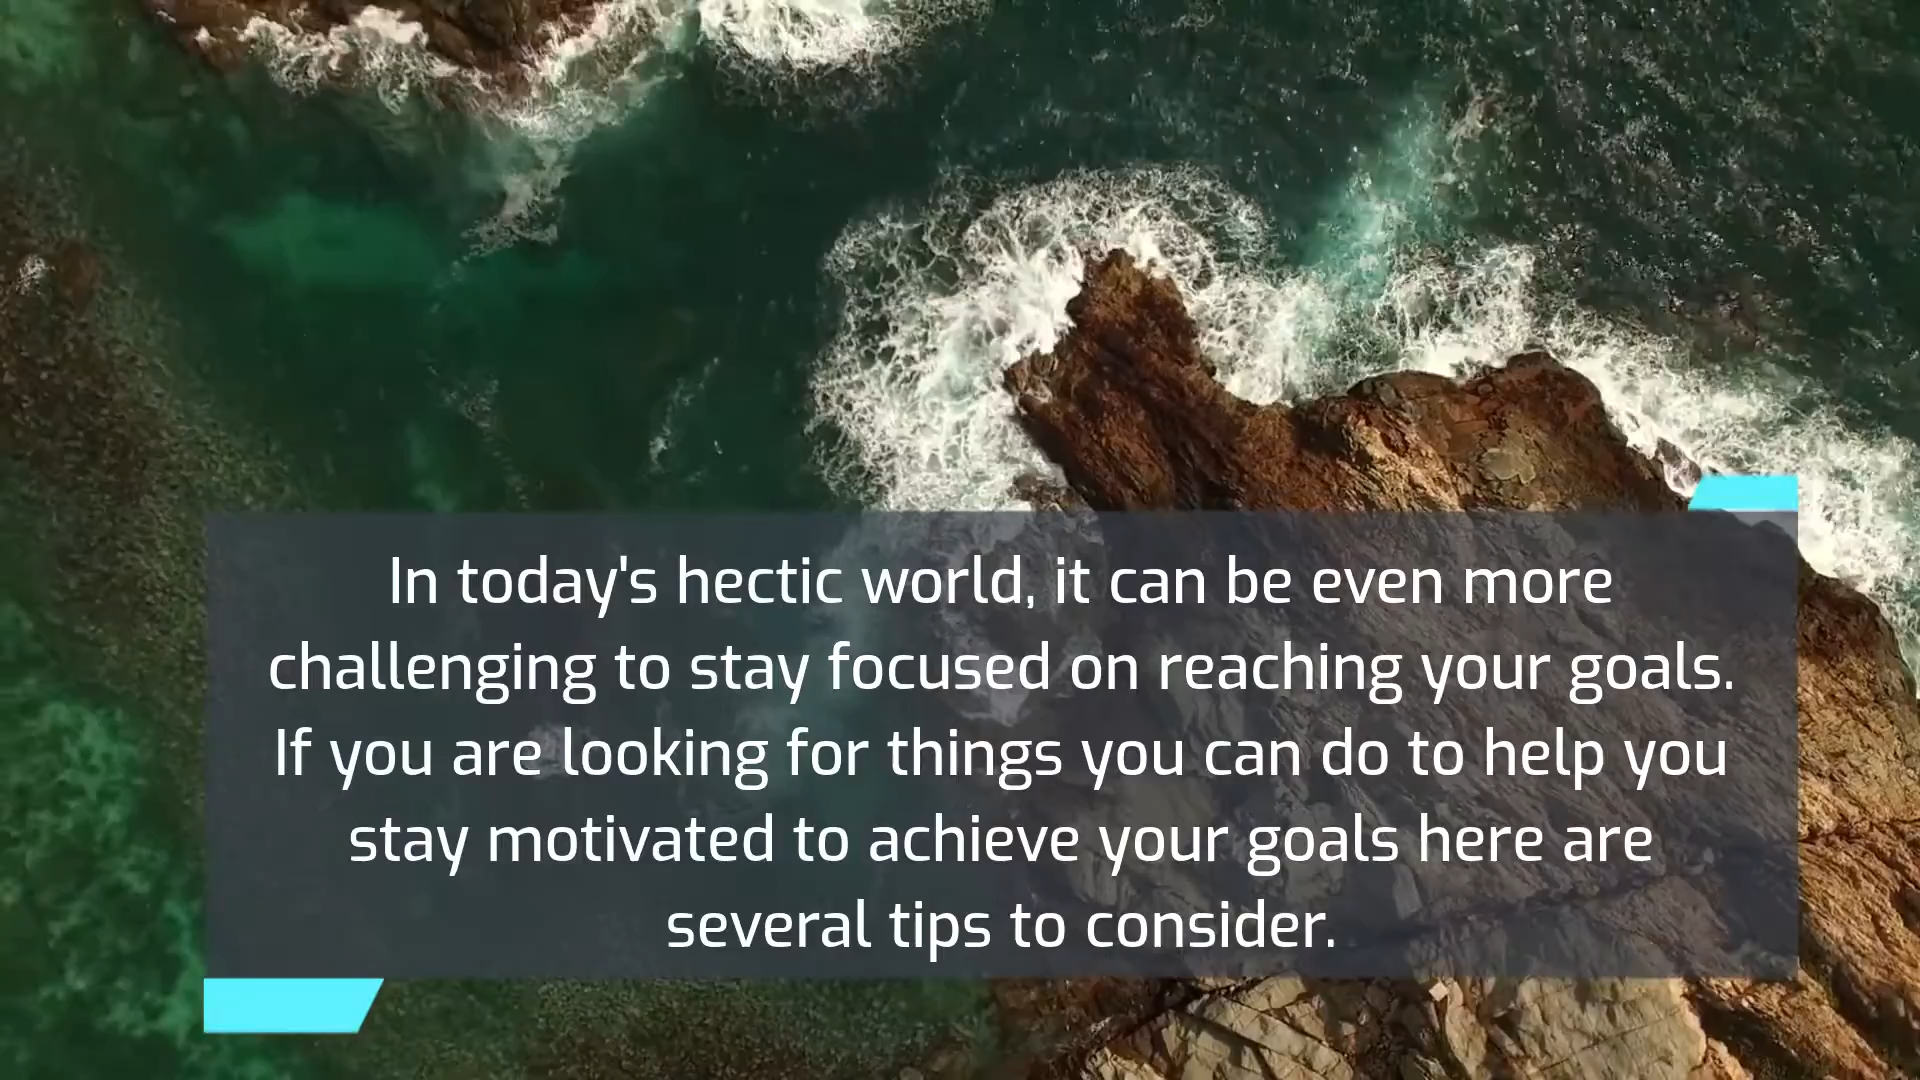 In today's hectic world, it can be even more
challenging to stay focused on reaching your goals.
If you are looking for things you can do to help you
stay motivated to achieve your goals here are
several tips to consider.